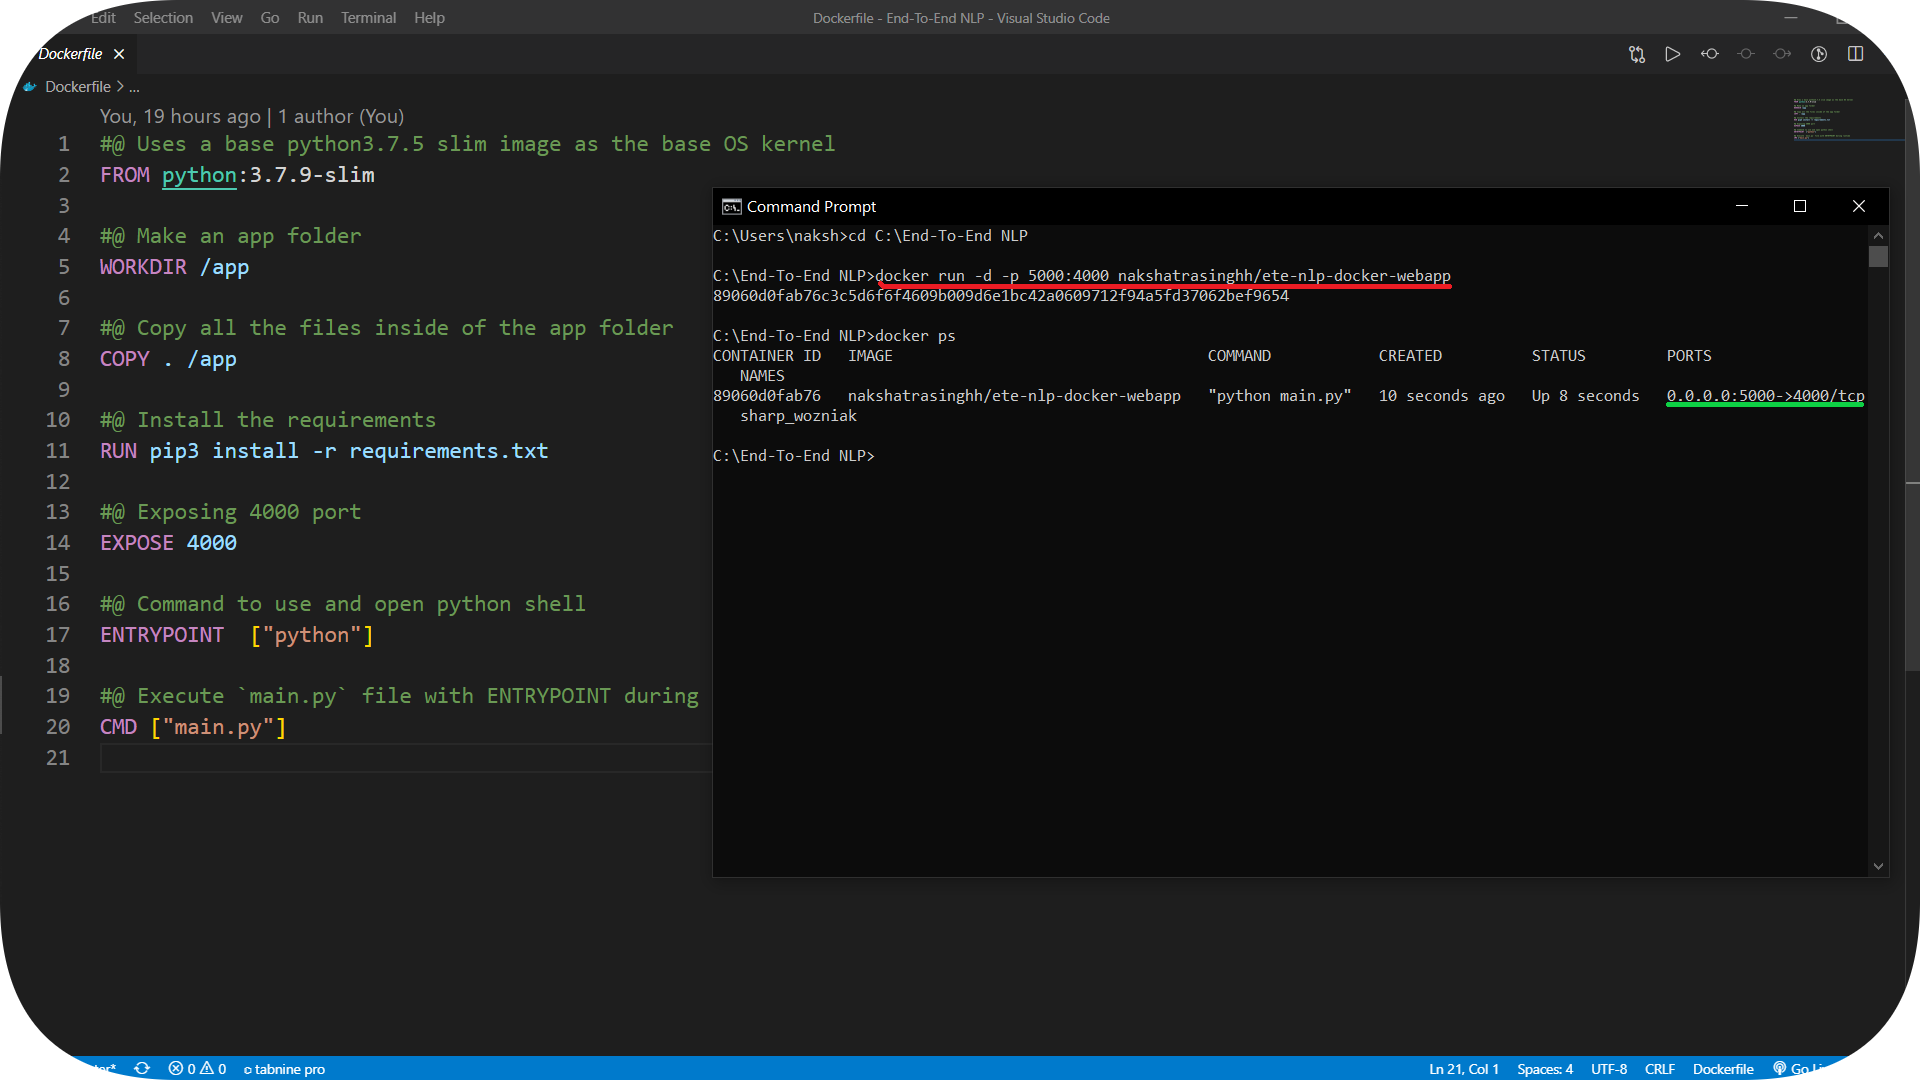 Edit Selection View Go Run Terminal Help
Dockerfile - End-To-End NLP - Visual Studio Code
Dockerfile
Dockerfile > ...
You, 19 hours ago | 1 author (You)
1 #@ Uses a base python3.7.5 slim image as the base OS kernel
2 FROM python:3.7.9-slim
3
4 #@ Make an app folder
5 WORKDIR /app
6
7 #@ Copy all the files inside of the app folder
8 COPY . /app
9
10 #@ Install the requirements
11 RUN pip3 install -r requirements.txt
12
13 #@ Exposing 4000 port
14 EXPOSE 4000
15
16 #@ Command to use and open python shell
17 ENTRYPOINT ["python"]
18
19 #@ Execute `main.py` file with ENTRYPOINT during
20 CMD ["main.py"]
21
Command Prompt
C:\Users\naksh>cd C:\End-To-End NLP
C:\End-To-End NLP>docker run -d -p 5000:4000 nakshatrasinghh/ete-nlp-docker-webapp
89060d0fab76c3c5d6f6f4609b009d6e1bc42a0609712f94a5fd37062bef9654
C:\End-To-End NLP>docker ps
CONTAINER ID IMAGE COMMAND CREATED STATUS PORTS
NAMES
89060d0fab76 nakshatrasinghh/ete-nlp-docker-webapp "python main.py" 10 seconds ago Up 8 seconds 0.0.0.0:5000->4000/tcp
sharp_wozniak
C:\End-To-End NLP>
0 0 tabnine pro
Ln 21, Col 1 Spaces: 4 UTF-8 CRLF Dockerfile Go